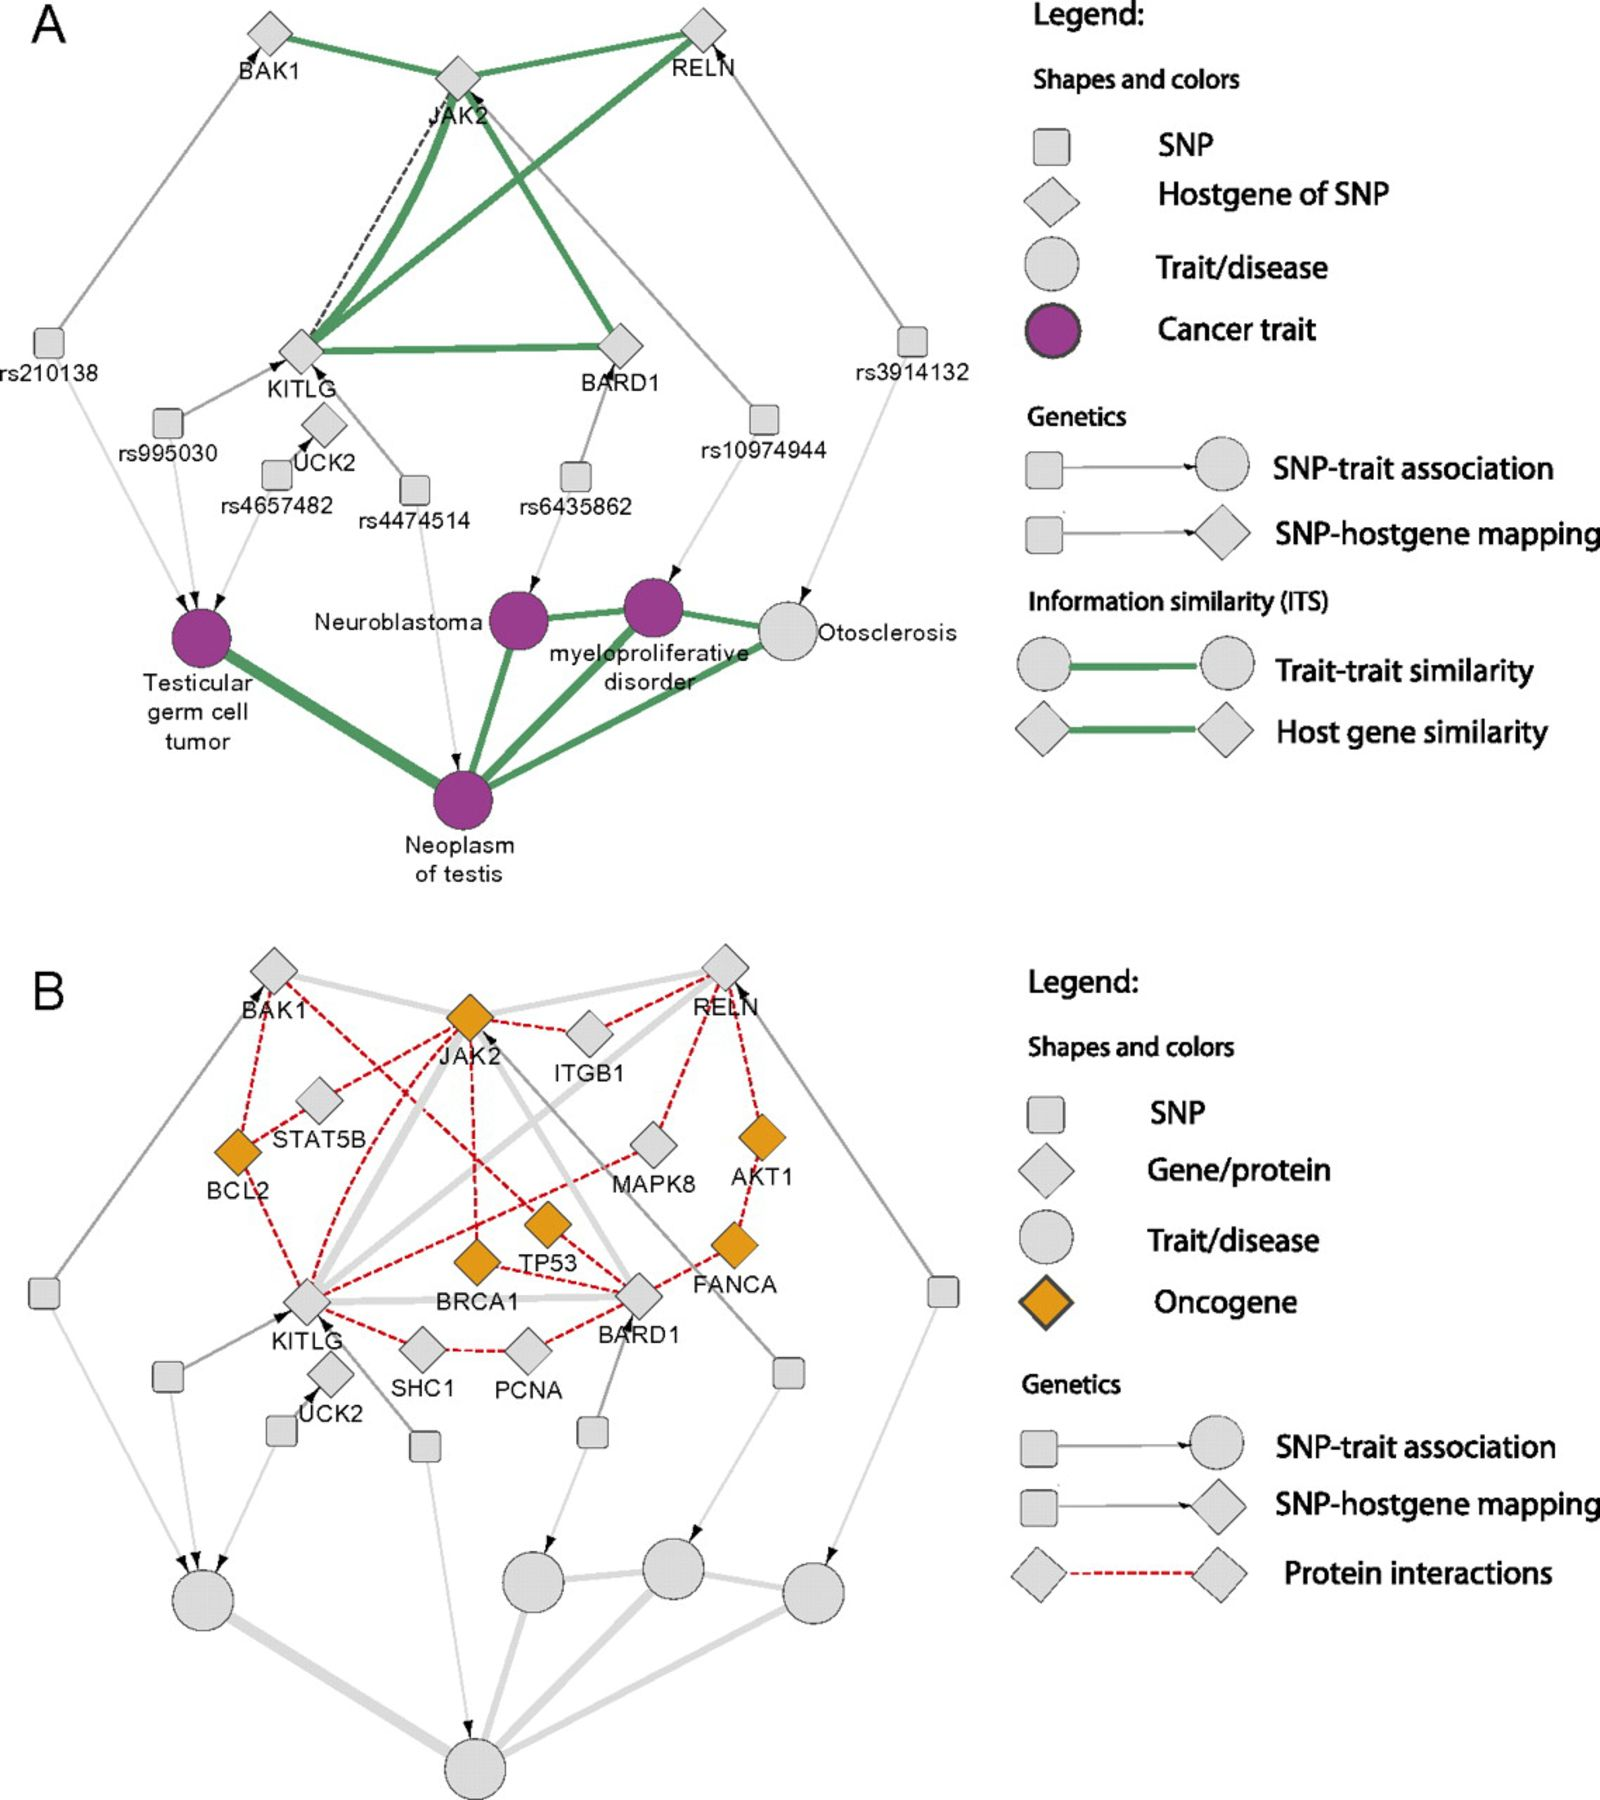 A
BAK1
JAK2
RELN
rs210138
KITLG
BARD1
rs3914132
rs995030
UCK2
rs10974944
rs4657482
rs4474514
rs6435862
Neuroblastoma
myeloproliferative
disorder
Otosclerosis
Testicular
germ cell
tumor
Neoplasm
of testis
Legend:
Shapes and colors
SNP
Hostgene of SNP
Trait/disease
Cancer trait
Genetics
SNP-trait association
SNP-hostgene mapping
Information similarity (ITS)
Trait-trait similarity
Host gene similarity
B
BAK1
JAK2
RELN
ITGB1
STAT5B
BCL2
MAPK8
AKT1
TP53
BRCA1
FANCA
KITLG
BARD1
SHC1
PCNA
UCK2
Legend:
Shapes and colors
SNP
Gene/protein
Trait/disease
Oncogene
Genetics
SNP-trait association
SNP-hostgene mapping
Protein interactions